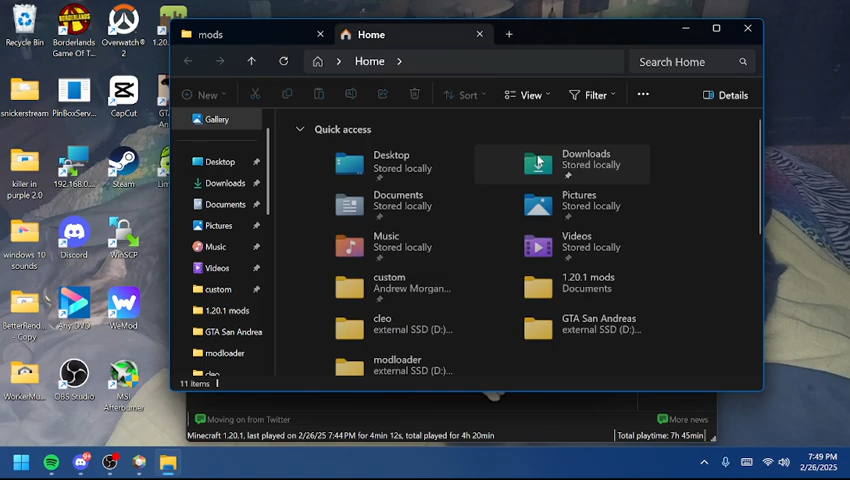 Recycle Bin
Borderlands Game Of T...
Overwatch® 2
1.20.
snickerstream
PinBoxServ...
CapCut
GTA
killer in purple 2.0
192.168.0...
Steam
windows 10 sounds
Discord
WinSCP
BetterRend... - Copy
AnyDVD
WeMod
WorkerMu...
OBS Studio
MSI Afterburner
mods
Home
Home
Search Home
New
Sort
View
Filter
Details
Gallery
Desktop
Downloads
Documents
Pictures
Music
Videos
custom
1.20.1 mods
GTA San Andrea
modloader
cleo
Quick access
Desktop
Stored locally
Downloads
Stored locally
Documents
Stored locally
Pictures
Stored locally
Music
Stored locally
Videos
Stored locally
custom
Andrew Morgan...
1.20.1 mods
Documents
cleo
external SSD (D:)...
GTA San Andreas
external SSD (D:)...
modloader
external SSD (D:)...
11 items
Moving on from Twitter
More news
Minecraft 1.20.1, last played on 2/26/25 7:44 PM for 4min 12s, total played for 4h 20min
Total playtime: 7h 45min
7:49 PM
2/26/2025